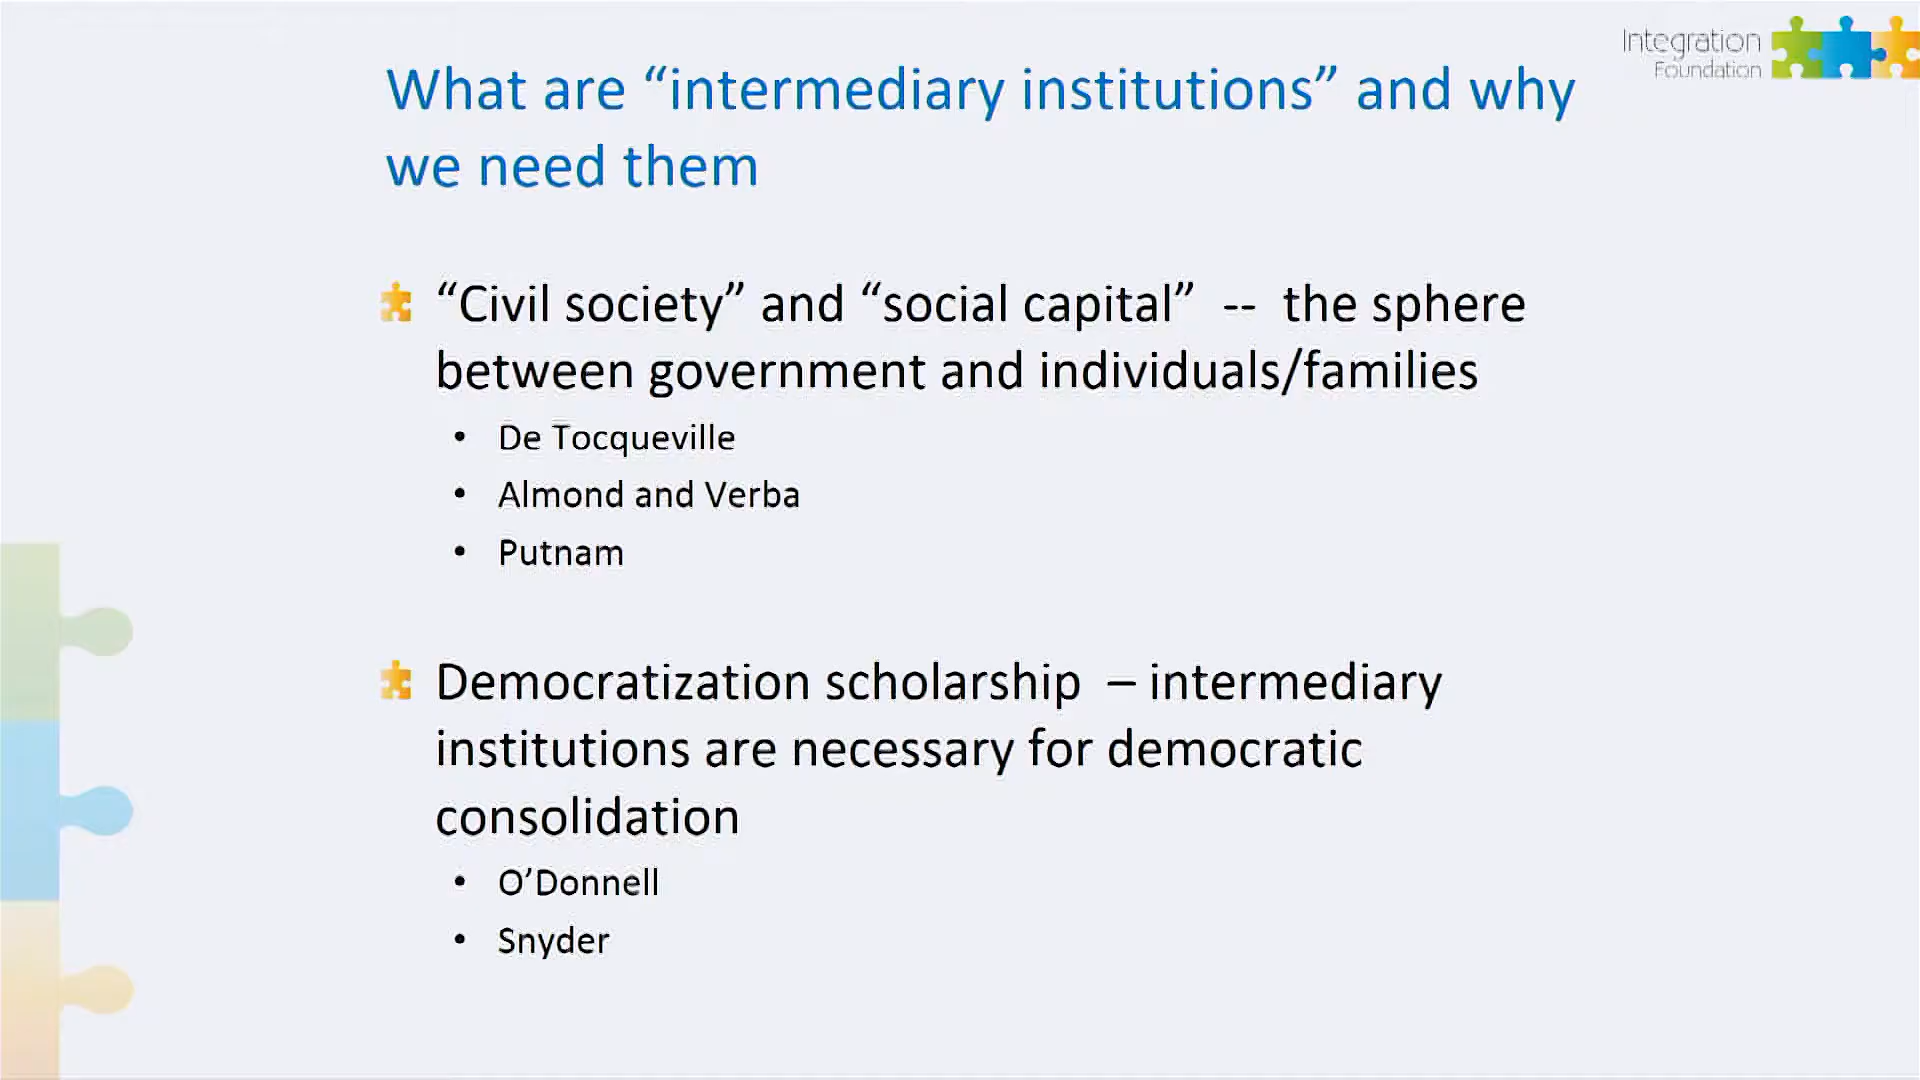 Integration
Foundation
What are “intermediary institutions” and why
we need them
“Civil society” and “social capital” -- the sphere
between government and individuals/families
• De Tocqueville
• Almond and Verba
• Putnam
Democratization scholarship – intermediary
institutions are necessary for democratic
consolidation
• O’Donnell
• Snyder